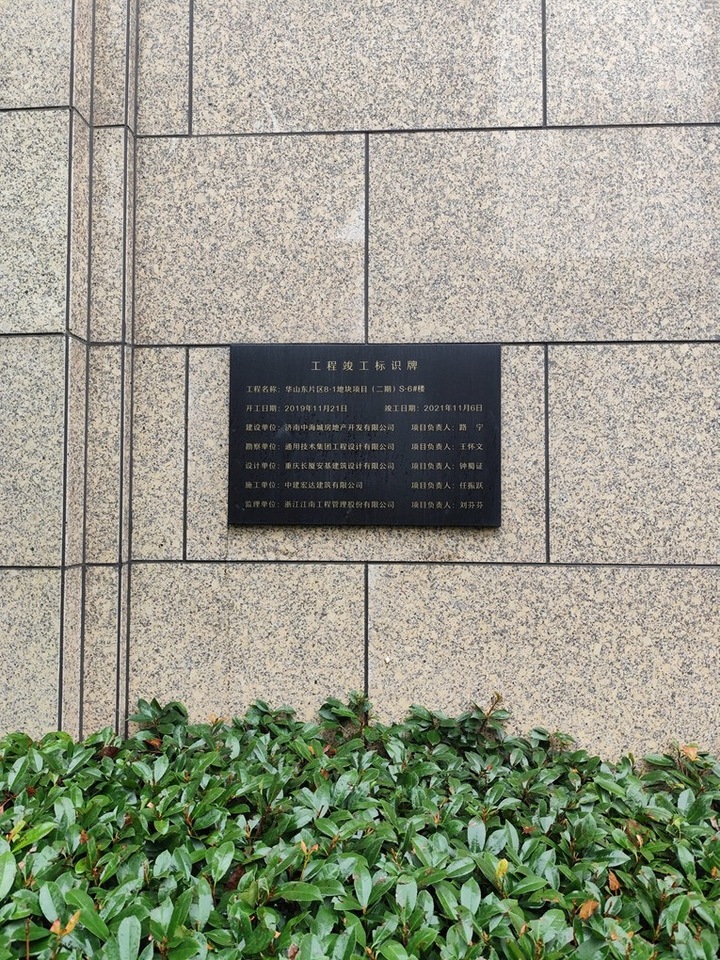 工程竣工标识牌
工程名称：华山东片区B-1地块项目（二期）S-6#楼
开工日期：2019年11月21日 竣工日期：2021年11月6日
建设单位：济南中海城房地产开发有限公司 项目负责人：路 宁
勘察单位：通用技术集团工程设计有限公司 项目负责人：王怀文
设计单位：重庆长厦安基建筑设计有限公司 项目负责人：钟蜀证
施工单位：中建宏达建筑有限公司 项目负责人：任振跃
监理单位：浙江江南工程管理股份有限公司 项目负责人：刘芬芬